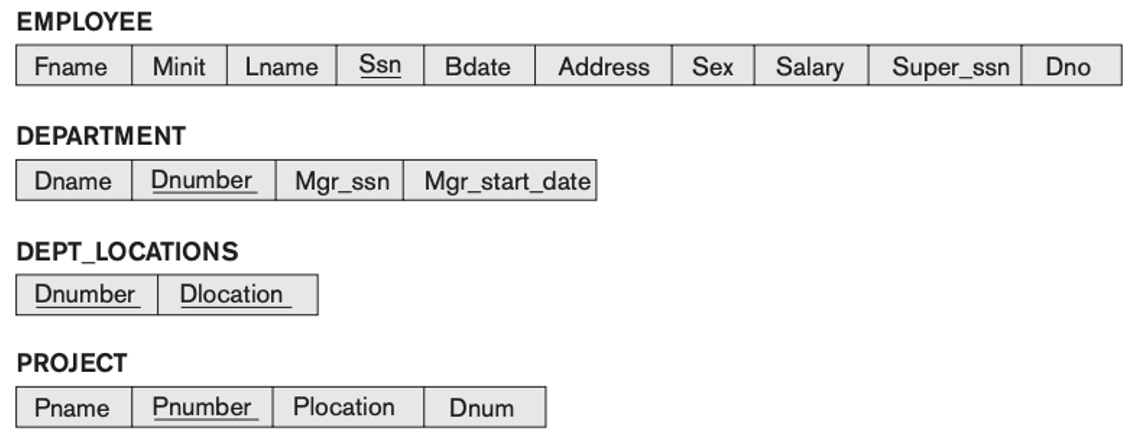 EMPLOYEE
Fname Minit Lname Ssn Bdate Address Sex Salary Super_ssn Dno
DEPARTMENT
Dname Dnumber Mgr_ssn Mgr_start_date
DEPT_LOCATIONS
Dnumber Dlocation
PROJECT
Pname Pnumber Plocation Dnum